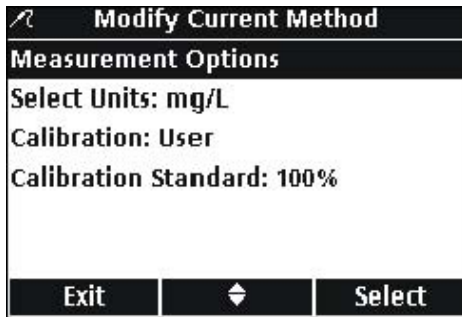 Modify Current Method
Measurement Options
Select Units: mg/L
Calibration: User
Calibration Standard: 100%
Exit
Select